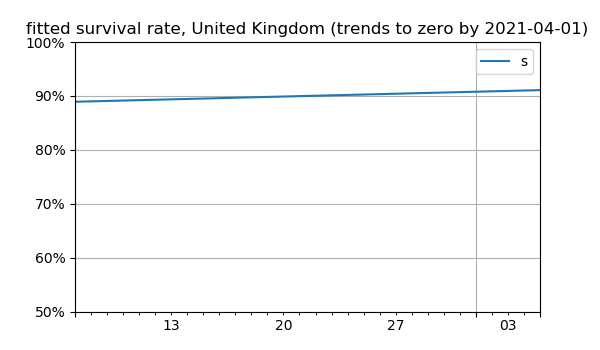 fitted survival rate, United Kingdom (trends to zero by 2021-04-01)
100%
s
90%
80%
70%
60%
50%
13 20 27 03